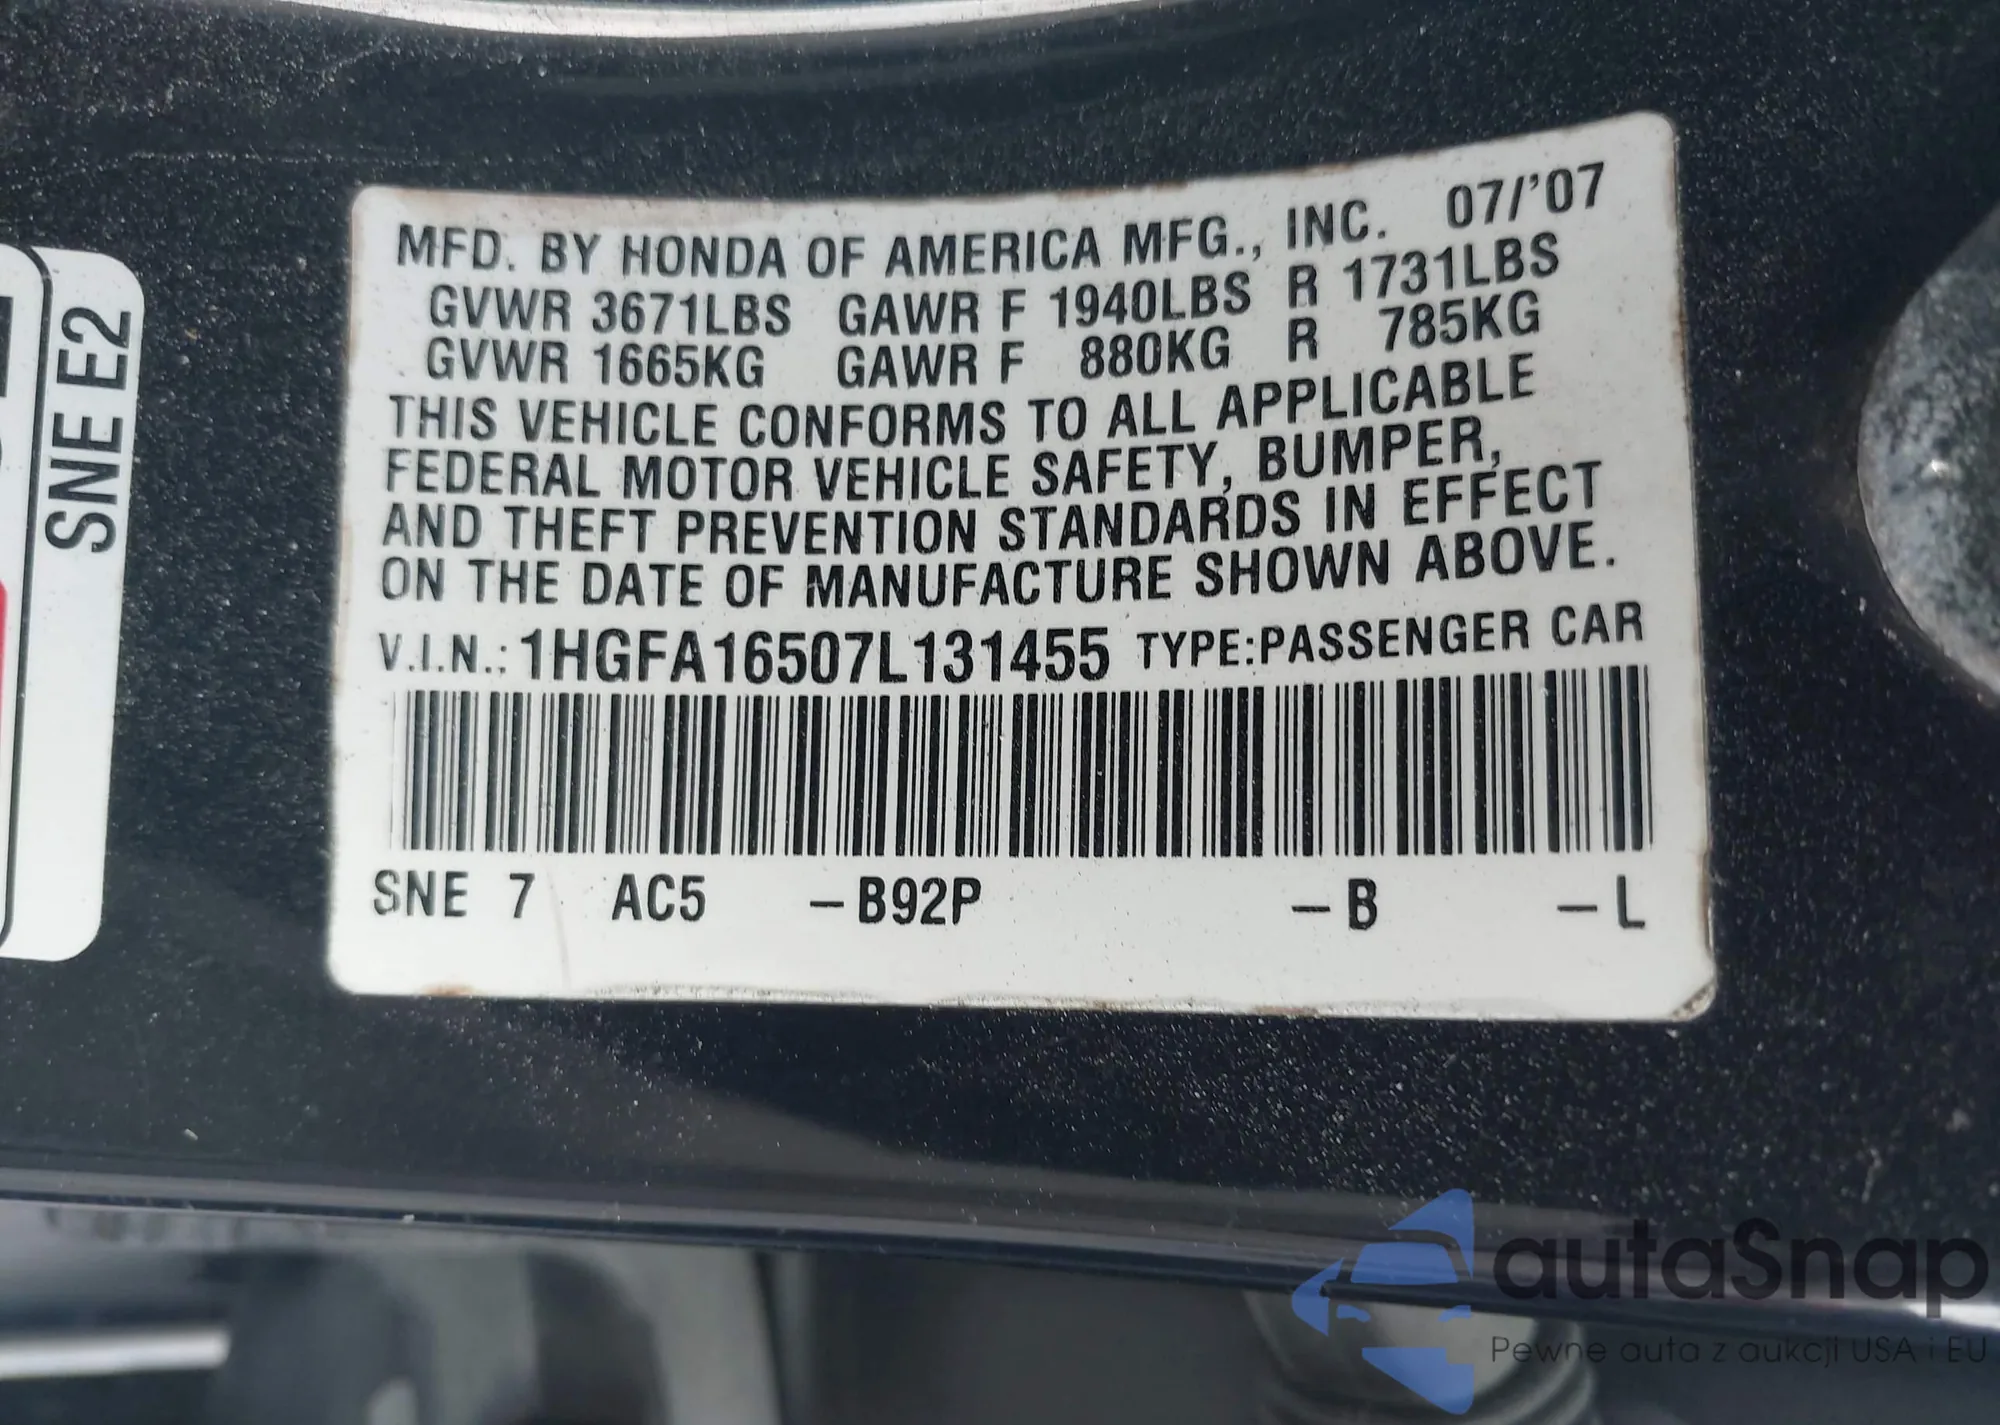 SNE E2
MFD. BY HONDA OF AMERICA MFG., INC. 07/'07
GVWR 3671LBS GAWR F 1940LBS R 1731LBS
GVWR 1665KG GAWR F 880KG R 785KG
THIS VEHICLE CONFORMS TO ALL APPLICABLE
FEDERAL MOTOR VEHICLE SAFETY, BUMPER,
AND THEFT PREVENTION STANDARDS IN EFFECT
ON THE DATE OF MANUFACTURE SHOWN ABOVE.
V.I.N.: 1HGFA16507L131455 TYPE:PASSENGER CAR
SNE 7 AC5 –B92P –B –L
autaSnap
Pewne auta z aukcji USA i EU